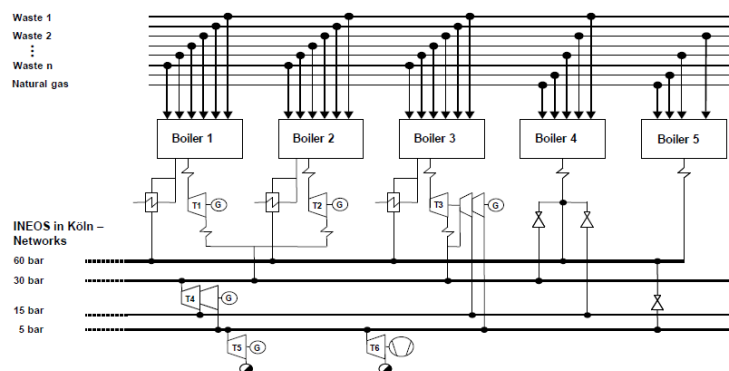 Waste 1
Waste 2
⋮
Waste n
Natural gas
Boiler 1 Boiler 2 Boiler 3 Boiler 4 Boiler 5
T1 G T2 G T3 G
INEOS in Köln –
Networks
60 bar
30 bar
T4 G
15 bar
5 bar
T5 G T6